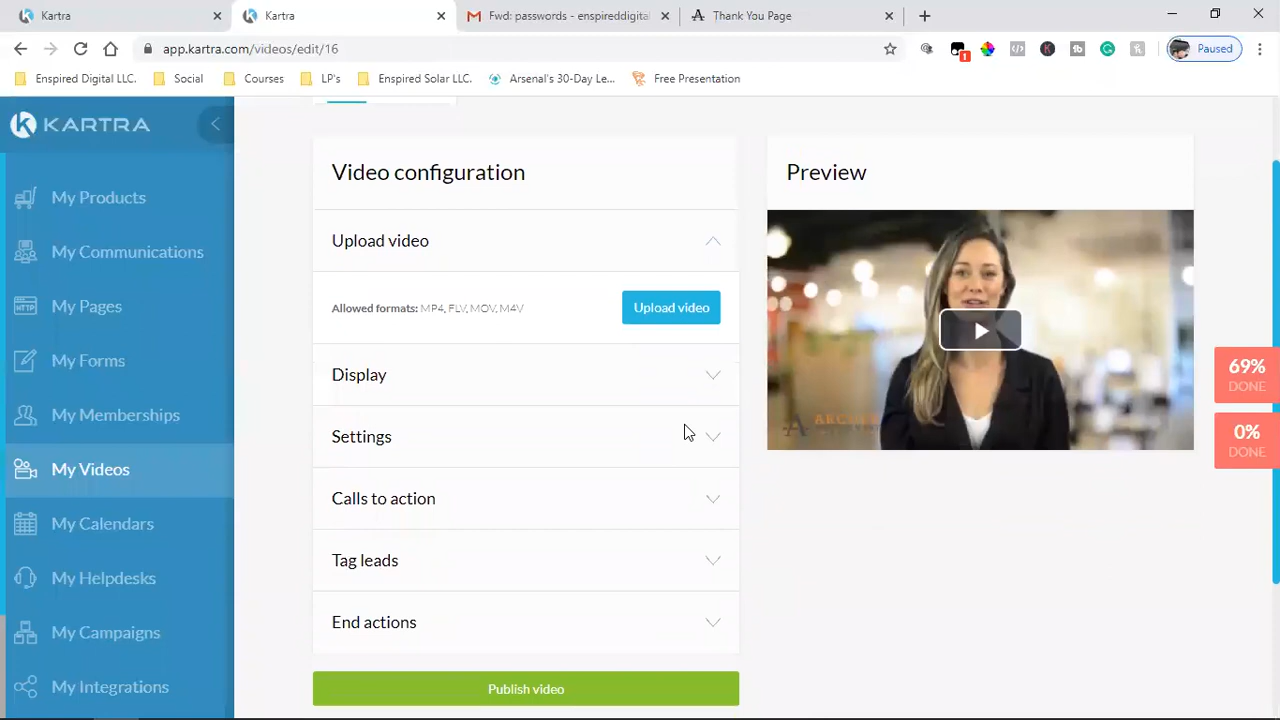 Kartra
Kartra
Fwd: passwords - enspireddigital
Thank You Page
app.kartra.com/videos/edit/16
Paused
Enspired Digital LLC.
Social
Courses
LP's
Enspired Solar LLC.
Arsenal's 30-Day Le...
Free Presentation
KARTRA
My Products
My Communications
My Pages
My Forms
My Memberships
My Videos
My Calendars
My Helpdesks
My Campaigns
My Integrations
Video configuration
Upload video
Allowed formats: MP4, FLV, MOV, M4V
Upload video
Display
Settings
Calls to action
Tag leads
End actions
Publish video
Preview
69%
DONE
0%
DONE